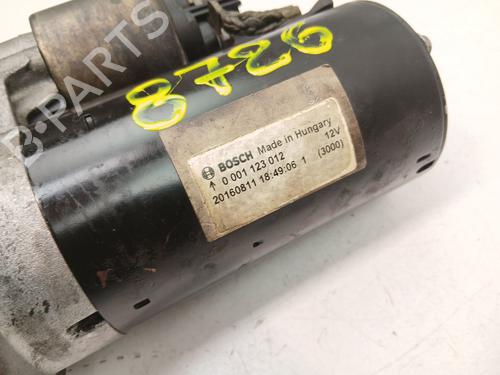 8726
BOSCH Made in Hungary
0 001 123 012 12V
20160811 18:49:06 1 (3000)
B-PARTS